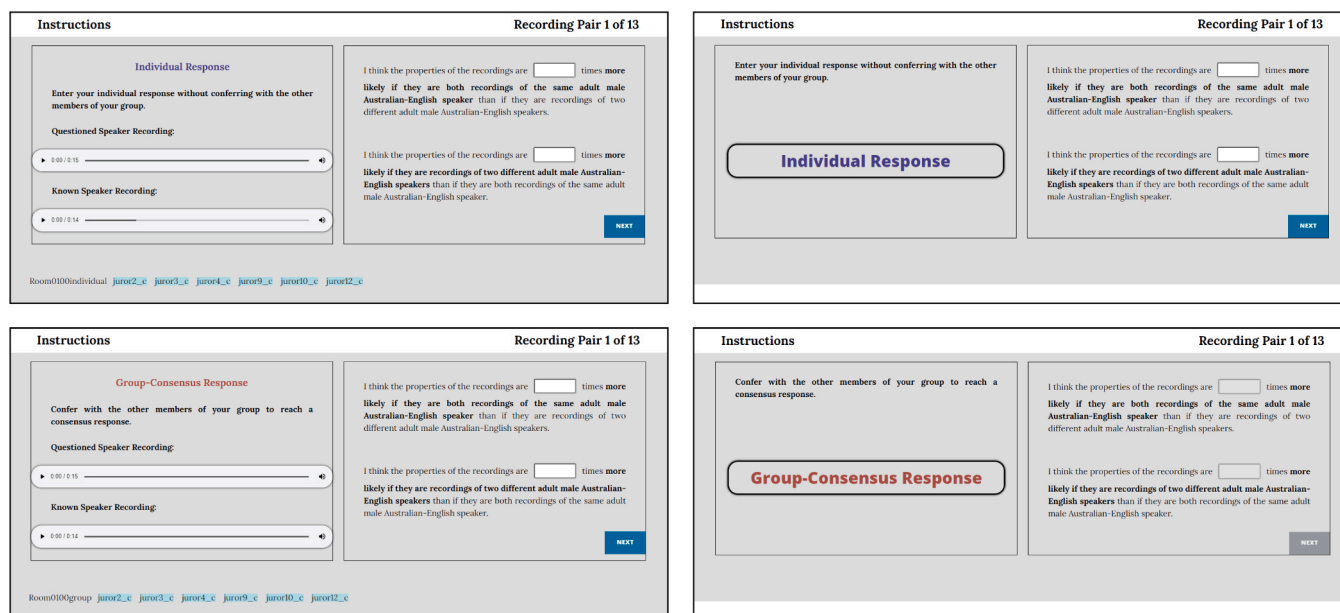 Instructions
Recording Pair 1 of 13
Individual Response
Enter your individual response without conferring with the other
members of your group.
Questioned Speaker Recording:
0:00 / 0:15
Known Speaker Recording:
0:00 / 0:14
I think the properties of the recordings are times more
likely if they are both recordings of the same adult male
Australian-English speaker than if they are recordings of two
different adult male Australian-English speakers.
I think the properties of the recordings are times more
likely if they are recordings of two different adult male Australian-
English speakers than if they are both recordings of the same adult
male Australian-English speaker.
NEXT
Room0100individual juror2_c juror3_c juror4_c juror9_c juror10_c juror12_c
Instructions
Recording Pair 1 of 13
Enter your individual response without conferring with the other
members of your group.
Individual Response
I think the properties of the recordings are times more
likely if they are both recordings of the same adult male
Australian-English speaker than if they are recordings of two
different adult male Australian-English speakers.
I think the properties of the recordings are times more
likely if they are recordings of two different adult male Australian-
English speakers than if they are both recordings of the same adult
male Australian-English speaker.
NEXT
Instructions
Recording Pair 1 of 13
Group-Consensus Response
Confer with the other members of your group to reach a
consensus response.
Questioned Speaker Recording:
0:00 / 0:15
Known Speaker Recording:
0:00 / 0:14
I think the properties of the recordings are times more
likely if they are both recordings of the same adult male
Australian-English speaker than if they are recordings of two
different adult male Australian-English speakers.
I think the properties of the recordings are times more
likely if they are recordings of two different adult male Australian-
English speakers than if they are both recordings of the same adult
male Australian-English speaker.
NEXT
Room0100group juror2_c juror3_c juror4_c juror9_c juror10_c juror12_c
Instructions
Recording Pair 1 of 13
Confer with the other members of your group to reach a
consensus response.
Group-Consensus Response
I think the properties of the recordings are times more
likely if they are both recordings of the same adult male
Australian-English speaker than if they are recordings of two
different adult male Australian-English speakers.
I think the properties of the recordings are times more
likely if they are recordings of two different adult male Australian-
English speakers than if they are both recordings of the same adult
male Australian-English speaker.
NEXT